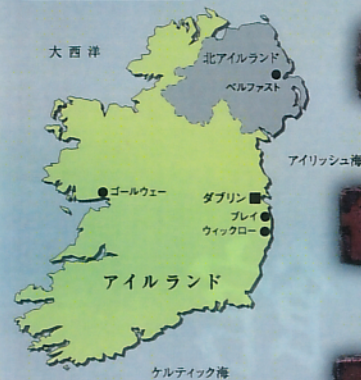 大西洋
北アイルランド
ベルファスト
アイリッシュ海
ゴールウェー
ダブリン
ブレイ
ウィックロー
アイルランド
ケルティック海